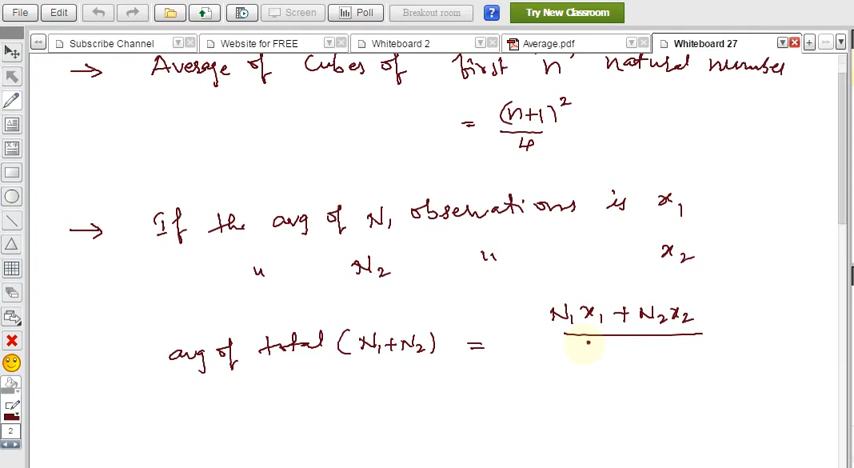 File Edit Screen Poll Breakout room Try New Classroom
Subscribe Channel Website for FREE Whiteboard 2 Average.pdf Whiteboard 27
→ Average of Cubes of first 'n' natural number
= (n+1)²
4
→ If the avg of N₁ observations is x₁
" N₂ " x₂
N₁x₁ + N₂x₂
avg of total (N₁+N₂) =
2